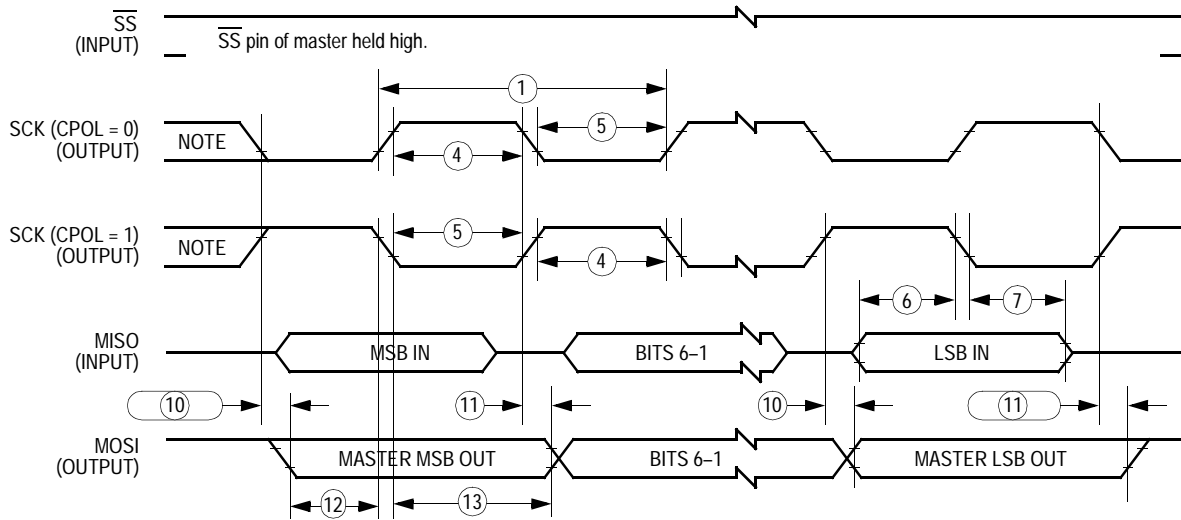 SS
(INPUT)
SS pin of master held high.
1
SCK (CPOL = 0)
(OUTPUT)
NOTE
5
4
SCK (CPOL = 1)
(OUTPUT)
NOTE
5
4
6
7
MISO
(INPUT)
MSB IN
BITS 6–1
LSB IN
10
11
10
11
MOSI
(OUTPUT)
MASTER MSB OUT
BITS 6–1
MASTER LSB OUT
12
13